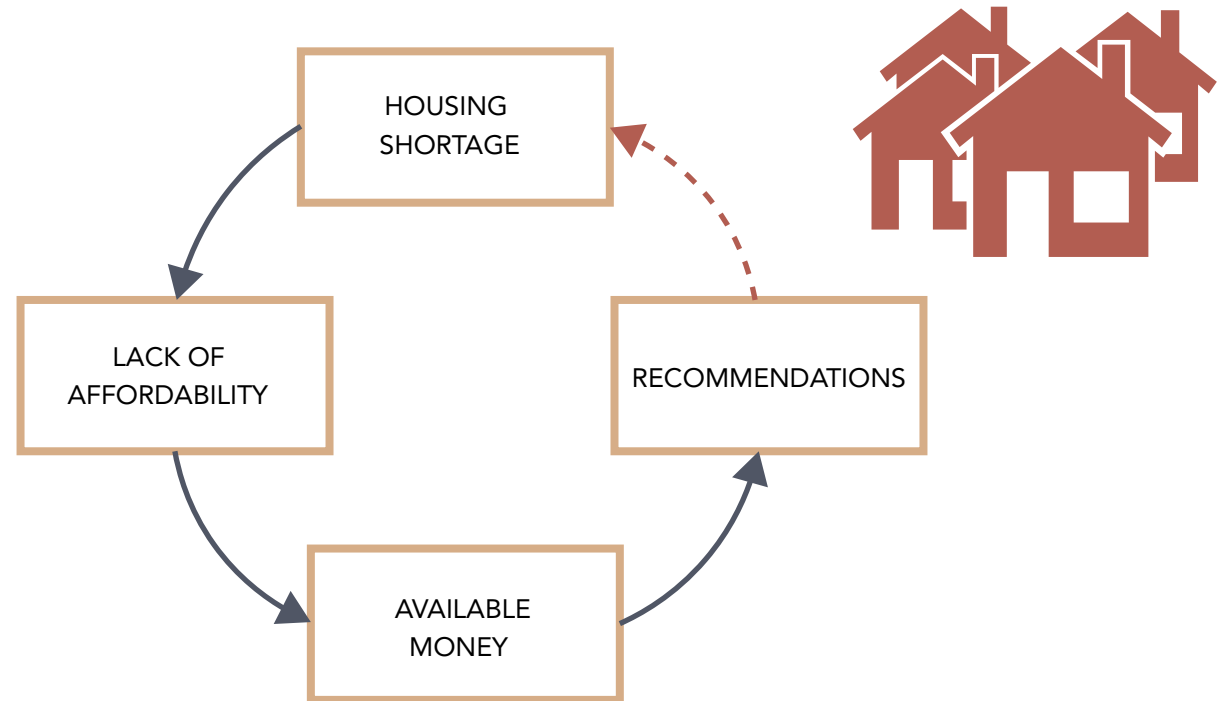 HOUSING
SHORTAGE
LACK OF
AFFORDABILITY
RECOMMENDATIONS
AVAILABLE
MONEY